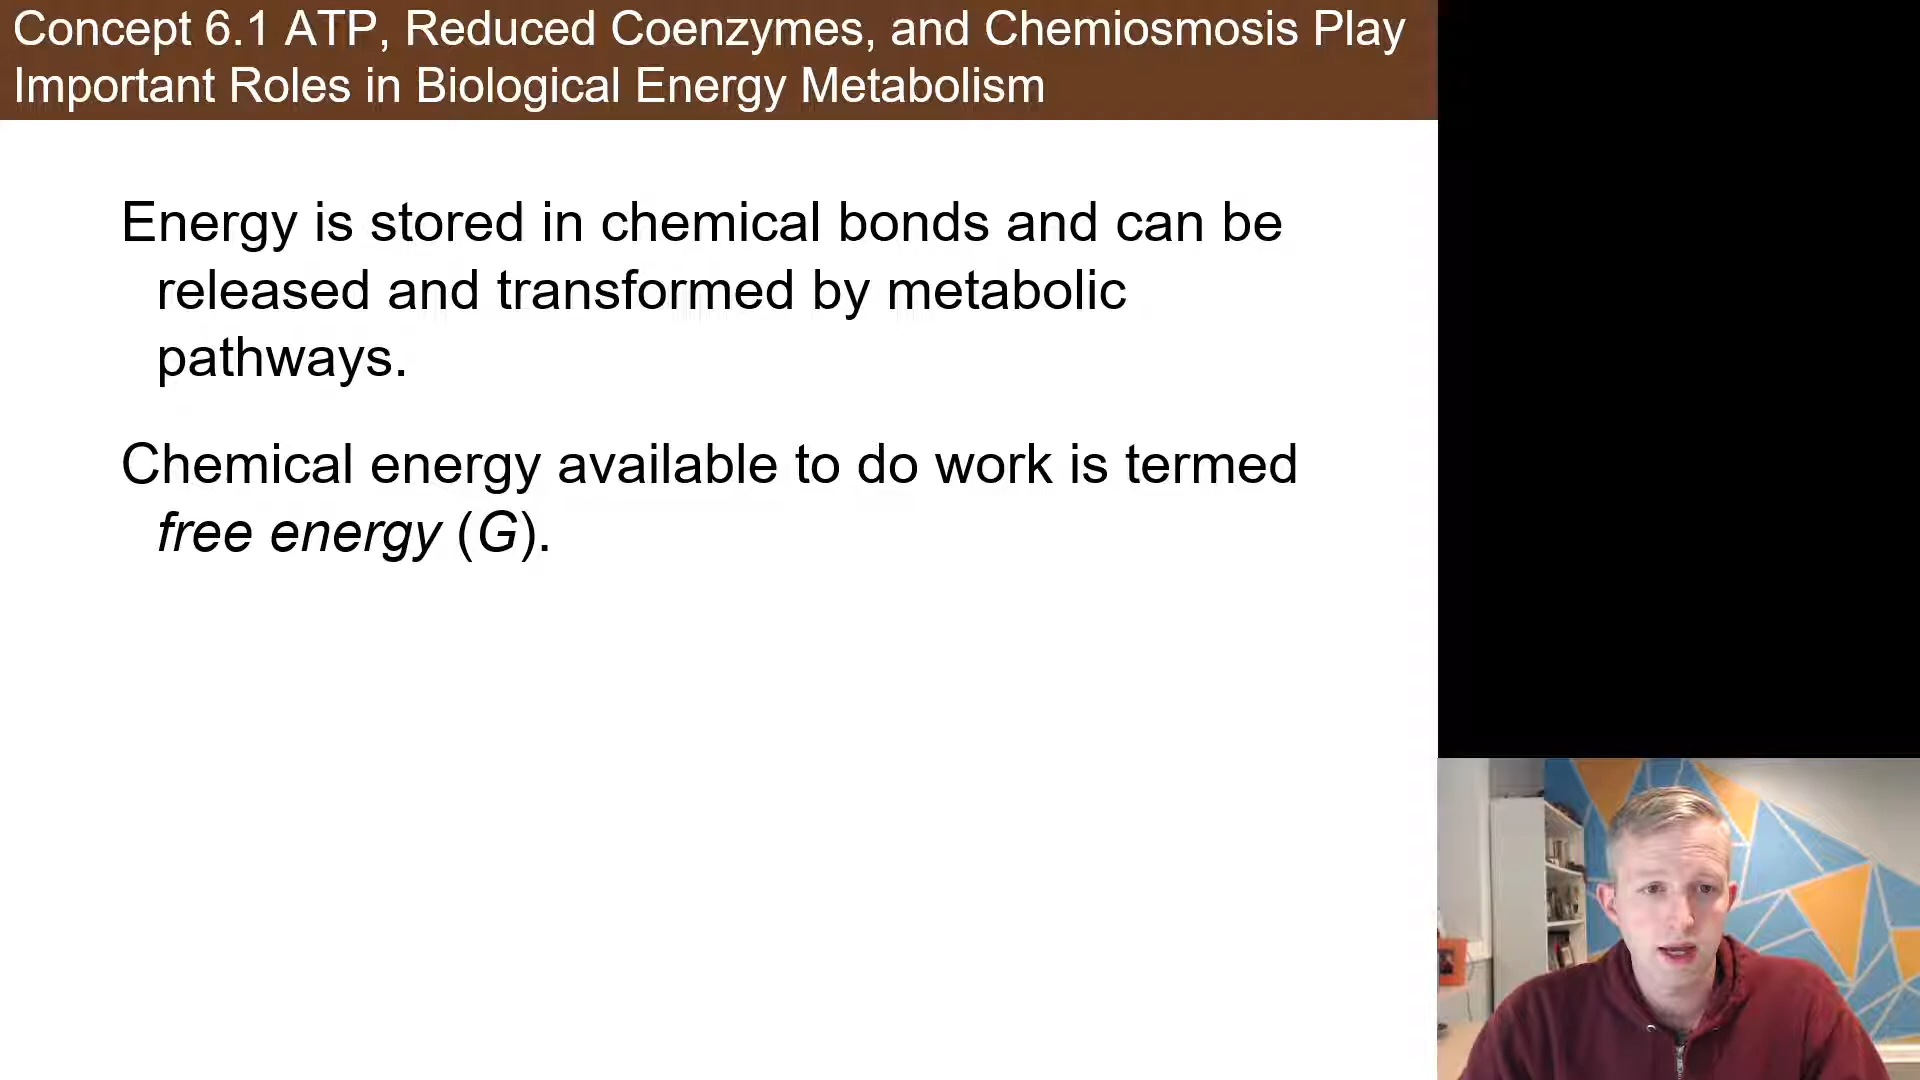 Concept 6.1 ATP, Reduced Coenzymes, and Chemiosmosis Play
Important Roles in Biological Energy Metabolism
Energy is stored in chemical bonds and can be
released and transformed by metabolic
pathways.
Chemical energy available to do work is termed
free energy (G).